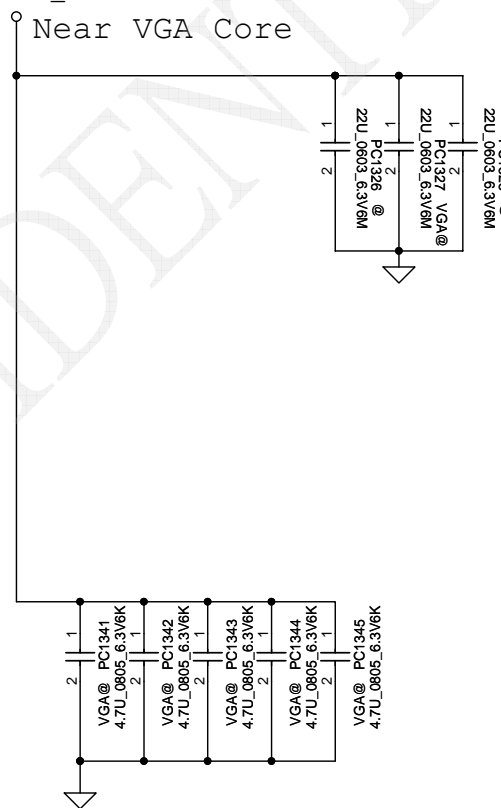 Near VGA Core
1
2
PC1326 @
22U_0603_6.3V6M
1
2
PC1327 VGA@
22U_0603_6.3V6M
1
2
22U_0603_6.3V6M
1
2
VGA@ PC1341
4.7U_0805_6.3V6K
1
2
VGA@ PC1342
4.7U_0805_6.3V6K
1
2
VGA@ PC1343
4.7U_0805_6.3V6K
1
2
VGA@ PC1344
4.7U_0805_6.3V6K
1
2
VGA@ PC1345
4.7U_0805_6.3V6K